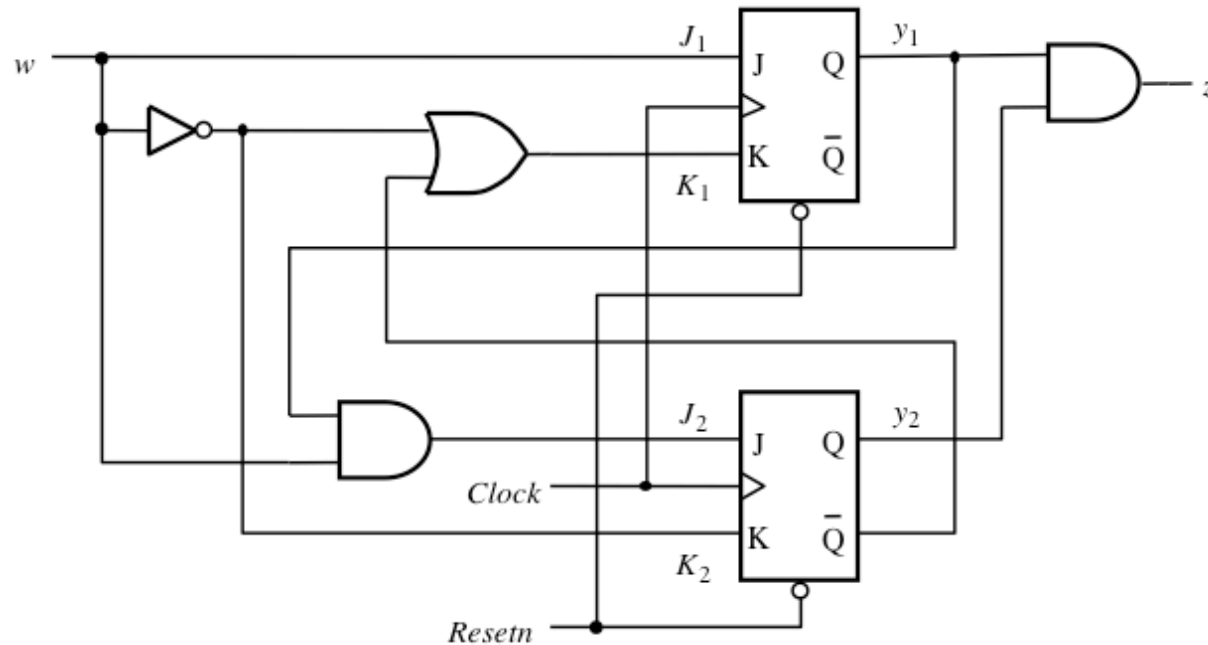 w
J₁
J
Q
y₁
K
Q̅
K₁
J₂
J
Q
y₂
Clock
K
Q̅
K₂
Resetn